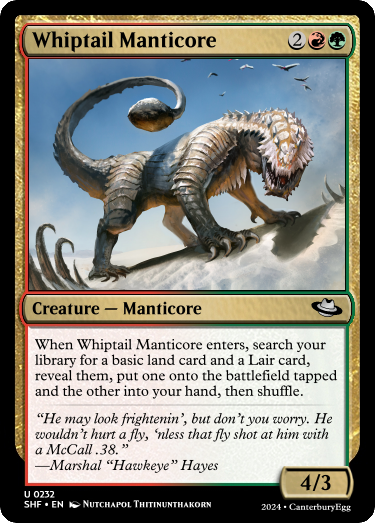 Whiptail Manticore 2
Creature — Manticore
When Whiptail Manticore enters, search your
library for a basic land card and a Lair card,
reveal them, put one onto the battlefield tapped
and the other into your hand, then shuffle.
“He may look frightenin’, but don’t you worry. He
wouldn’t hurt a fly, ’nless that fly shot at him with
a McCall .38.”
—Marshal “Hawkeye” Hayes
4/3
U 0232
SHF • EN Nutchapol Thitinunthakorn
2024 • CanterburyEgg